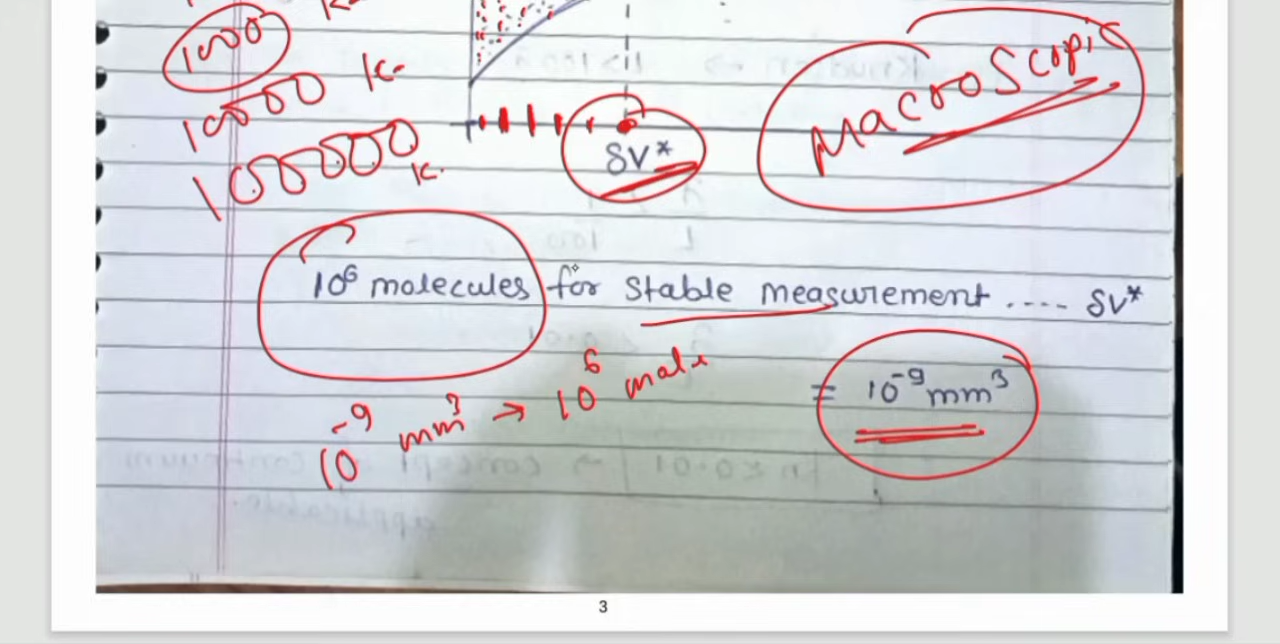 1000
10000 K.
100000 K.
δV*
Macroscopic
10⁶ molecules for stable measurement .... δV*
= 10⁻⁹ mm³
10⁻⁹ mm³ → 10⁶ mole
3